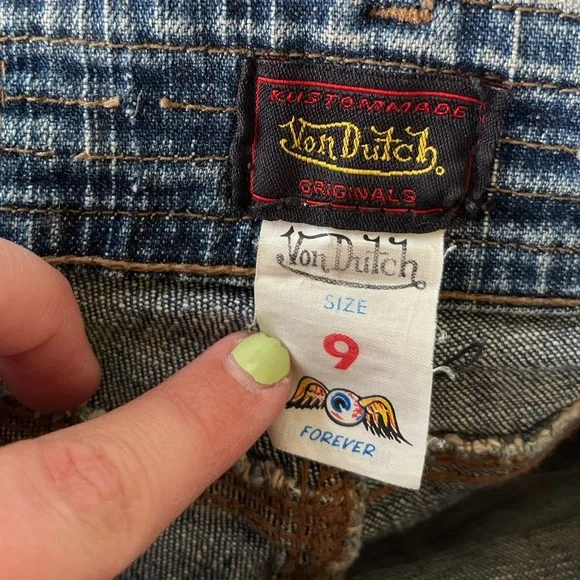 KUSTOMMADE
Von Dutch.
ORIGINALS
Von Dutch
SIZE
9
FOREVER